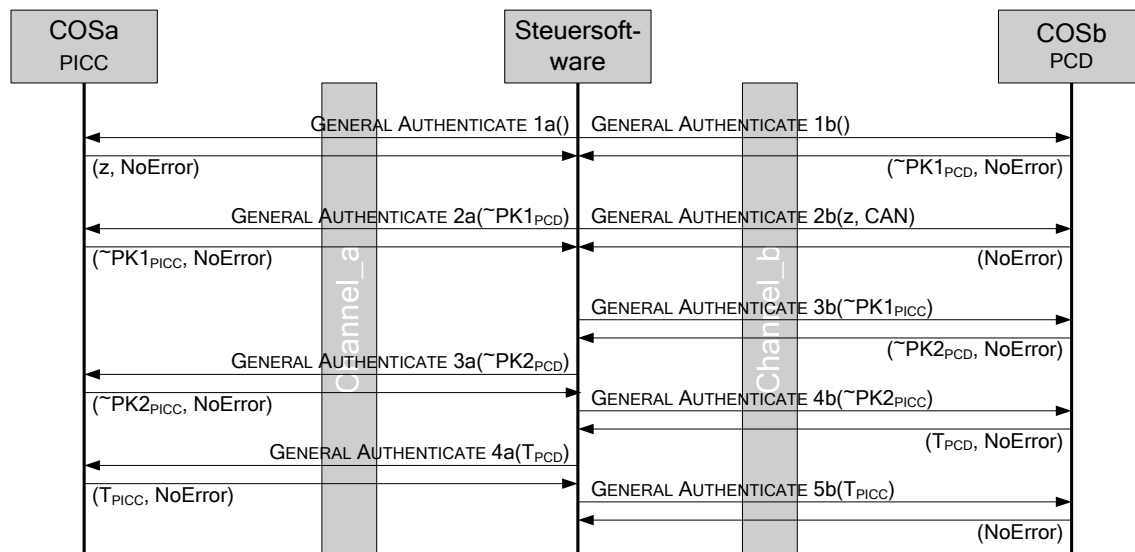 COSa
PICC
Steuersoft-
ware
COSb
PCD
GENERAL AUTHENTICATE 1a()
GENERAL AUTHENTICATE 1b()
(z, NoError)
(~PK1PCD, NoError)
GENERAL AUTHENTICATE 2a(~PK1PCD)
GENERAL AUTHENTICATE 2b(z, CAN)
(~PK1PICC, NoError)
(NoError)
Channel_a
Channel_b
GENERAL AUTHENTICATE 3b(~PK1PICC)
(~PK2PCD, NoError)
GENERAL AUTHENTICATE 3a(~PK2PCD)
(~PK2PICC, NoError)
GENERAL AUTHENTICATE 4b(~PK2PICC)
(TPCD, NoError)
GENERAL AUTHENTICATE 4a(TPCD)
(TPICC, NoError)
GENERAL AUTHENTICATE 5b(TPICC)
(NoError)